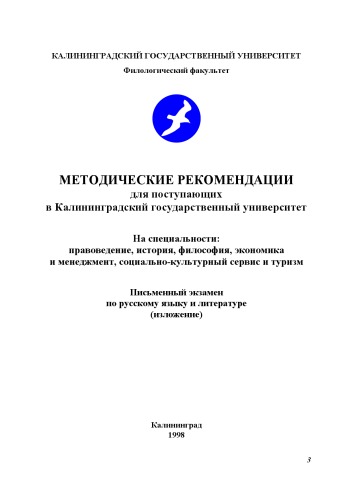 КАЛИНИНГРАДСКИЙ ГОСУДАРСТВЕННЫЙ УНИВЕРСИТЕТ
Филологический факультет
МЕТОДИЧЕСКИЕ РЕКОМЕНДАЦИИ
для поступающих
в Калининградский государственный университет
На специальности:
правоведение, история, философия, экономика
и менеджмент, социально-культурный сервис и туризм
Письменный экзамен
по русскому языку и литературе
(изложение)
Калининград
1998
3